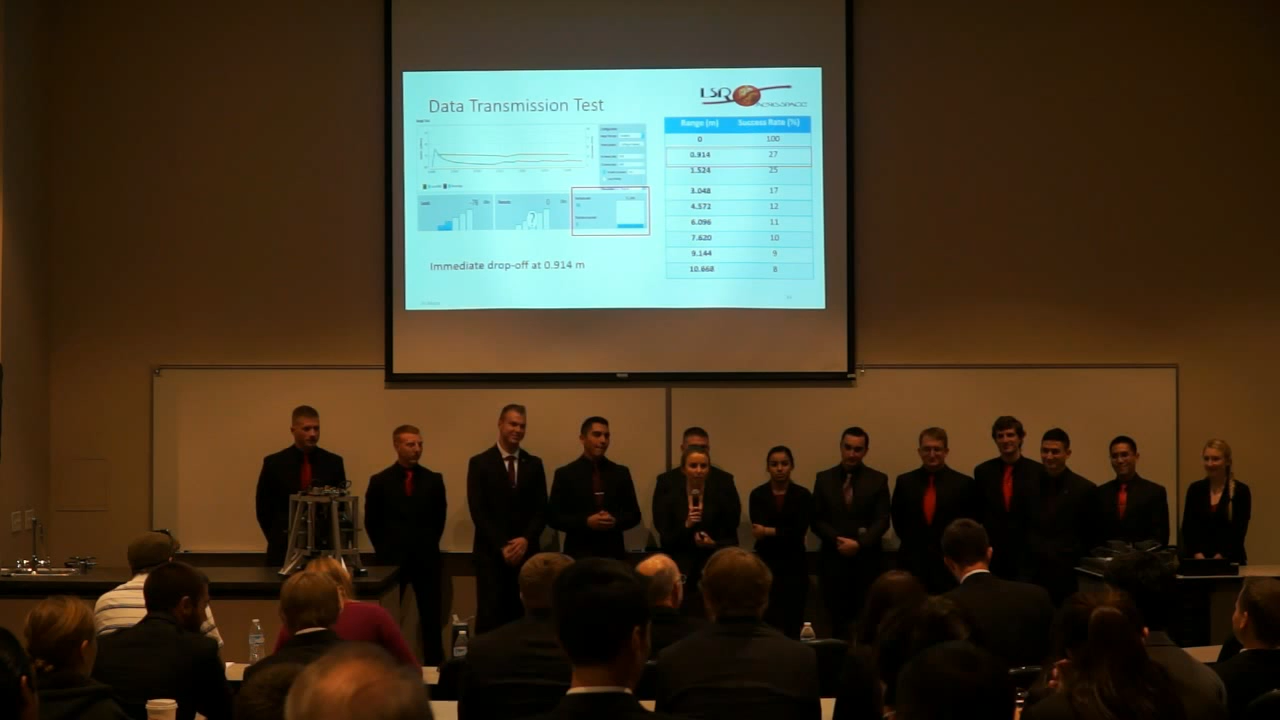 Data Transmission Test
LSR
AEROSPACE
Range (m) Success Rate (%)
0 100
0.914 27
1.524 25
3.048 17
4.572 12
6.096 11
7.620 10
9.144 9
10.668 8
Immediate drop-off at 0.914 m